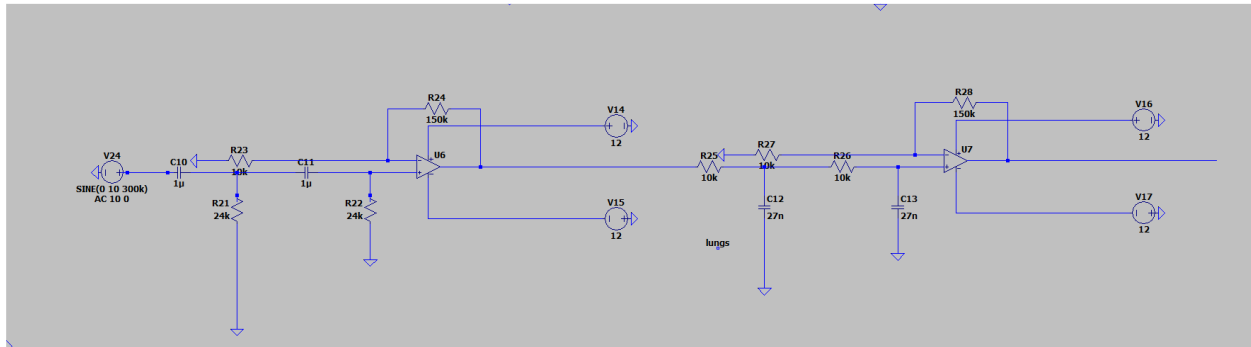 V24
SINE(0 10 300k)
AC 10 0
C10
1µ
R23
10k
R21
24k
C11
1µ
R22
24k
R24
150k
U6
V14
12
V15
12
R25
10k
R27
10k
C12
27n
lungs
R26
10k
C13
27n
R28
150k
U7
V16
12
V17
12